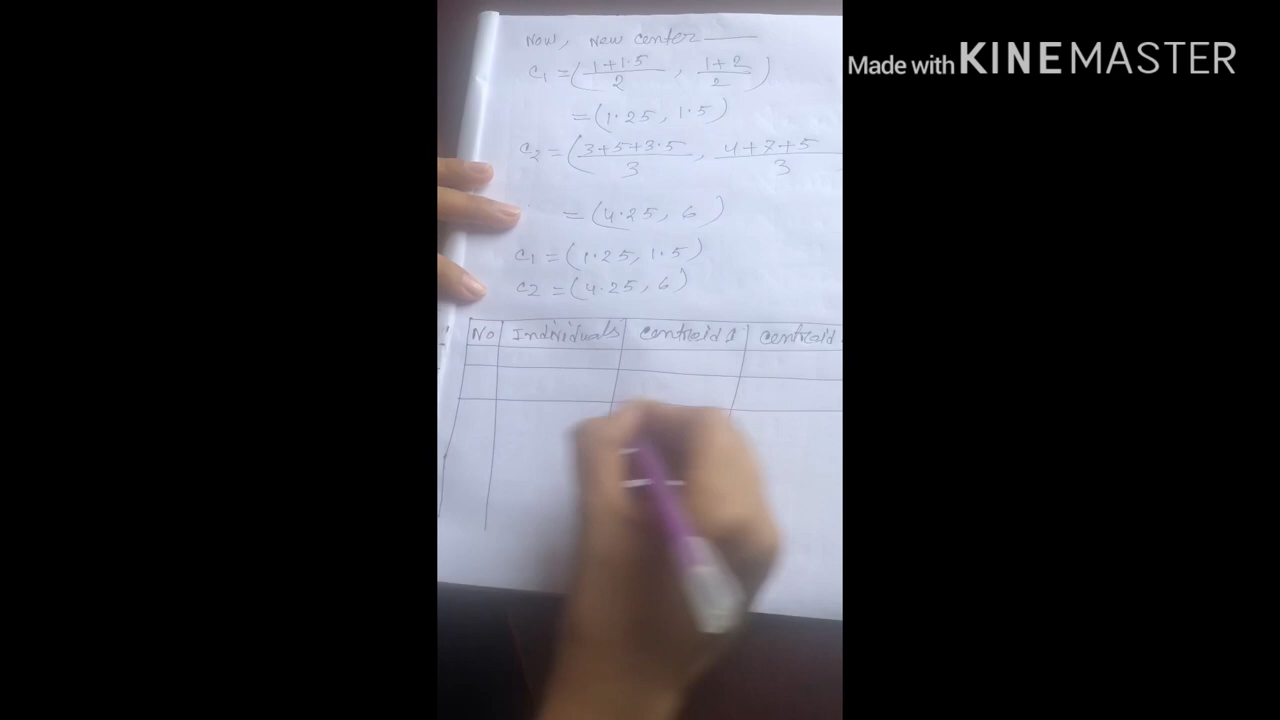 Made with KINEMASTER
Now, New center
C1 = (1+1.5/2, 1+2/2)
= (1.25, 1.5)
C2 = (3+5+3.5/3, 4+7+5/3
= (4.25, 6)
C1 = (1.25, 1.5)
C2 = (4.25, 6)
No Individuals Centroid 1 Centroid